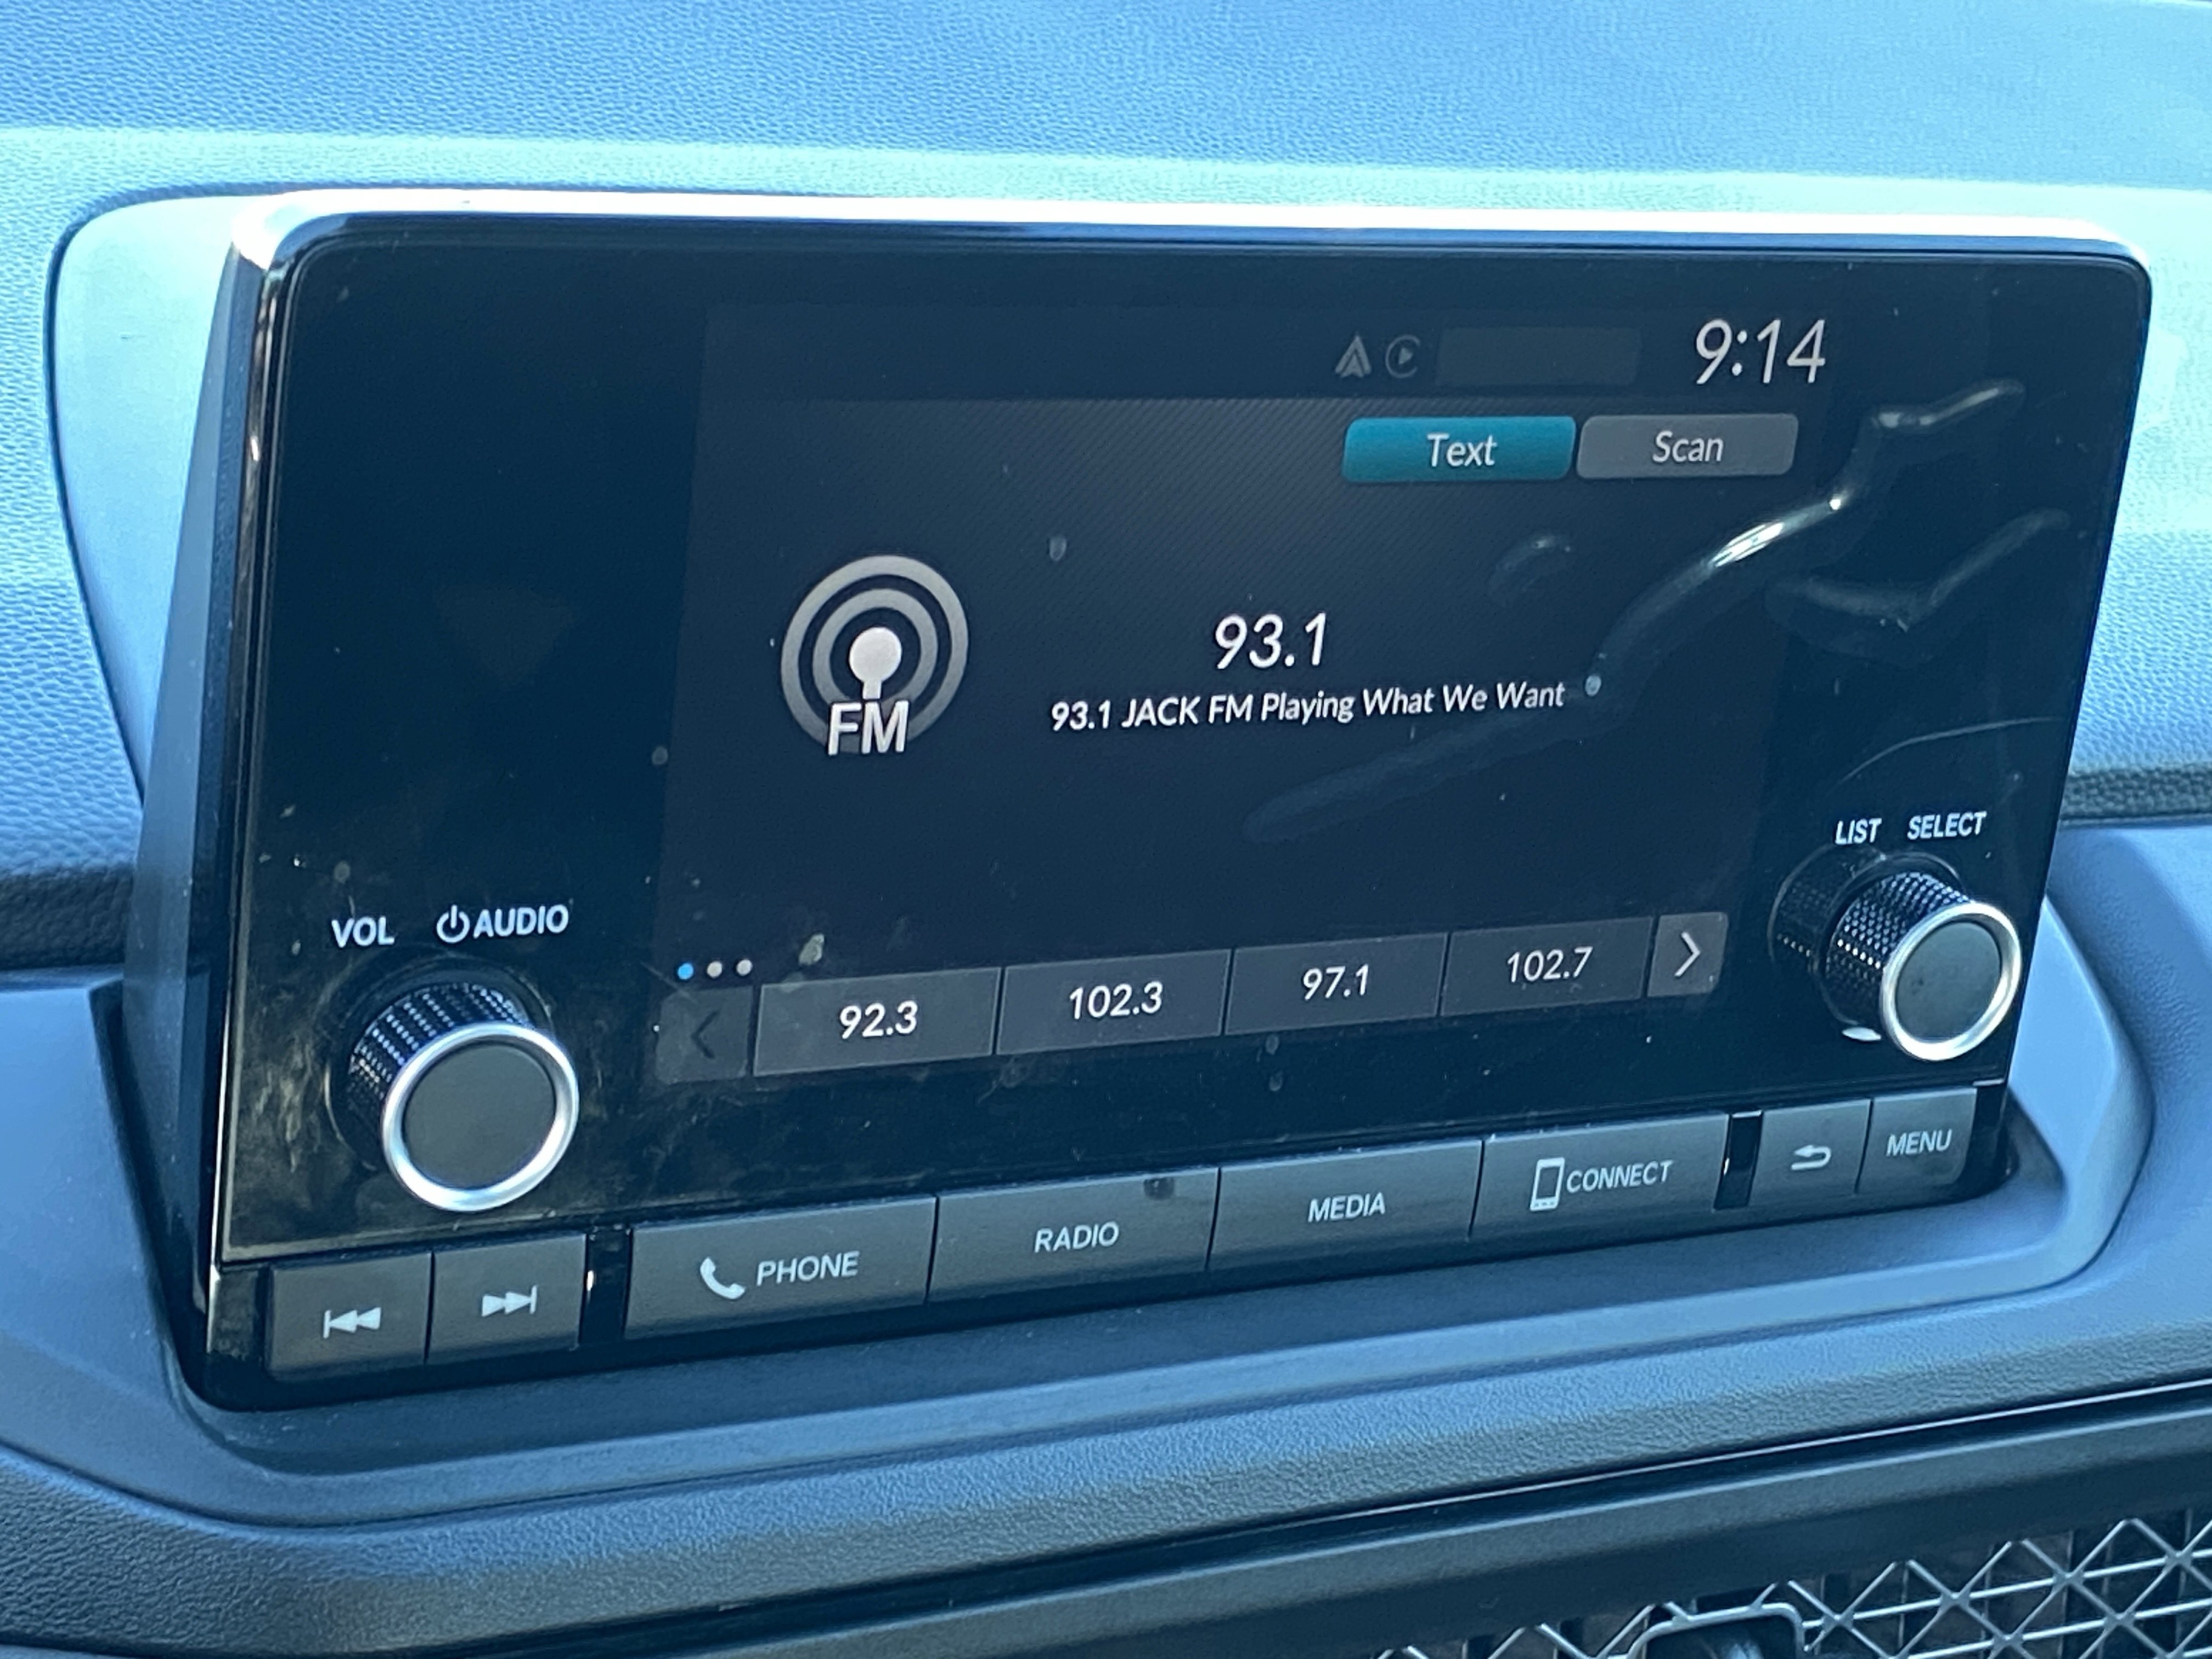 9:14
Text Scan
FM
93.1
93.1 JACK FM Playing What We Want
LIST SELECT
VOL AUDIO
92.3 102.3 97.1 102.7
PHONE RADIO MEDIA CONNECT MENU